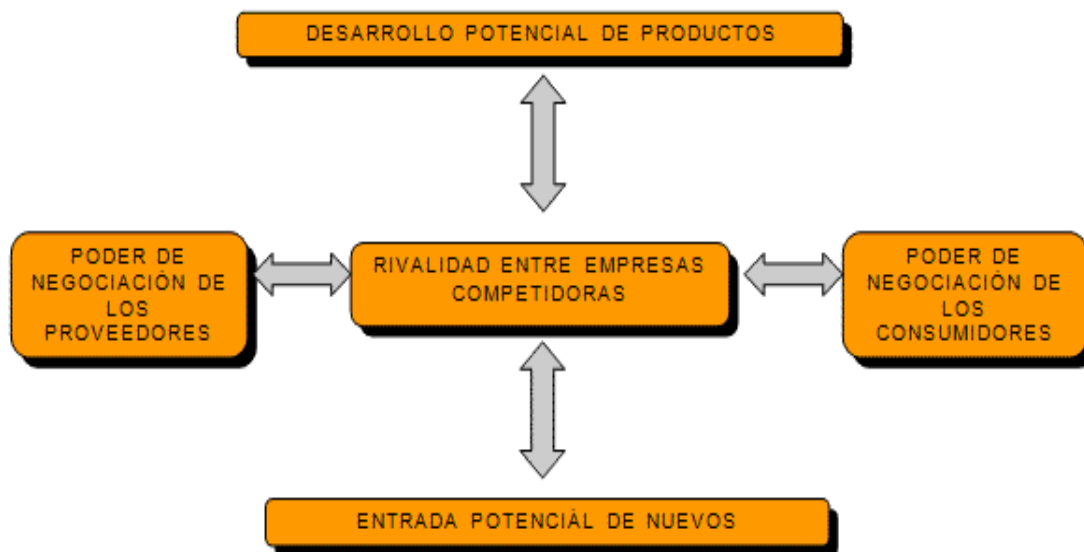 DESARROLLO POTENCIAL DE PRODUCTOS
PODER DE
NEGOCIACIÓN DE
LOS
PROVEEDORES
RIVALIDAD ENTRE EMPRESAS
COMPETIDORAS
PODER DE
NEGOCIACIÓN DE
LOS
CONSUMIDORES
ENTRADA POTENCIÁL DE NUEVOS